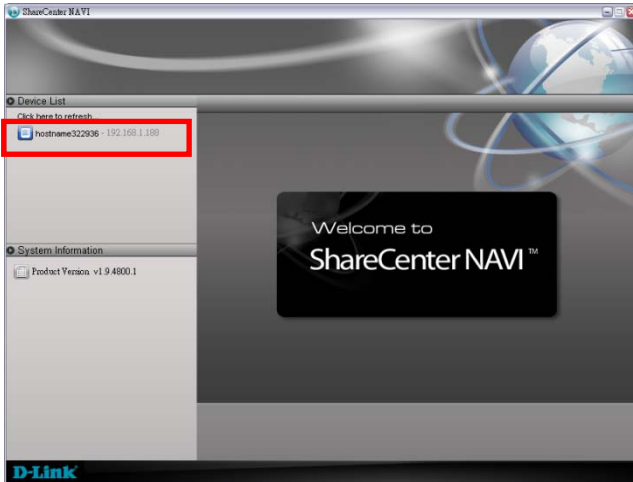 ShareCenter NAVI
Device List
Click here to refresh...
hostname322936 - 192.168.1.188
System Information
Product Version v1.9.4800.1
Welcome to
ShareCenter NAVI™
D-Link